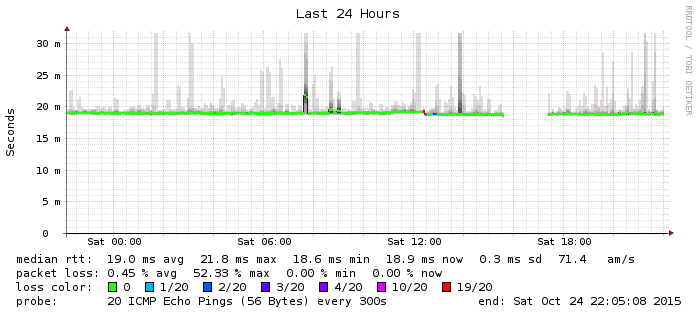 Last 24 Hours
RRDTOOL / TOBI OETIKER
Seconds
30 m
25 m
20 m
15 m
10 m
5 m
0
Sat 00:00 Sat 06:00 Sat 12:00 Sat 18:00
median rtt: 19.0 ms avg 21.8 ms max 18.6 ms min 18.9 ms now 0.3 ms sd 71.4 am/s
packet loss: 0.45 % avg 52.33 % max 0.00 % min 0.00 % now
loss color: 0 1/20 2/20 3/20 4/20 10/20 19/20
probe: 20 ICMP Echo Pings (56 Bytes) every 300s end: Sat Oct 24 22:05:08 2015